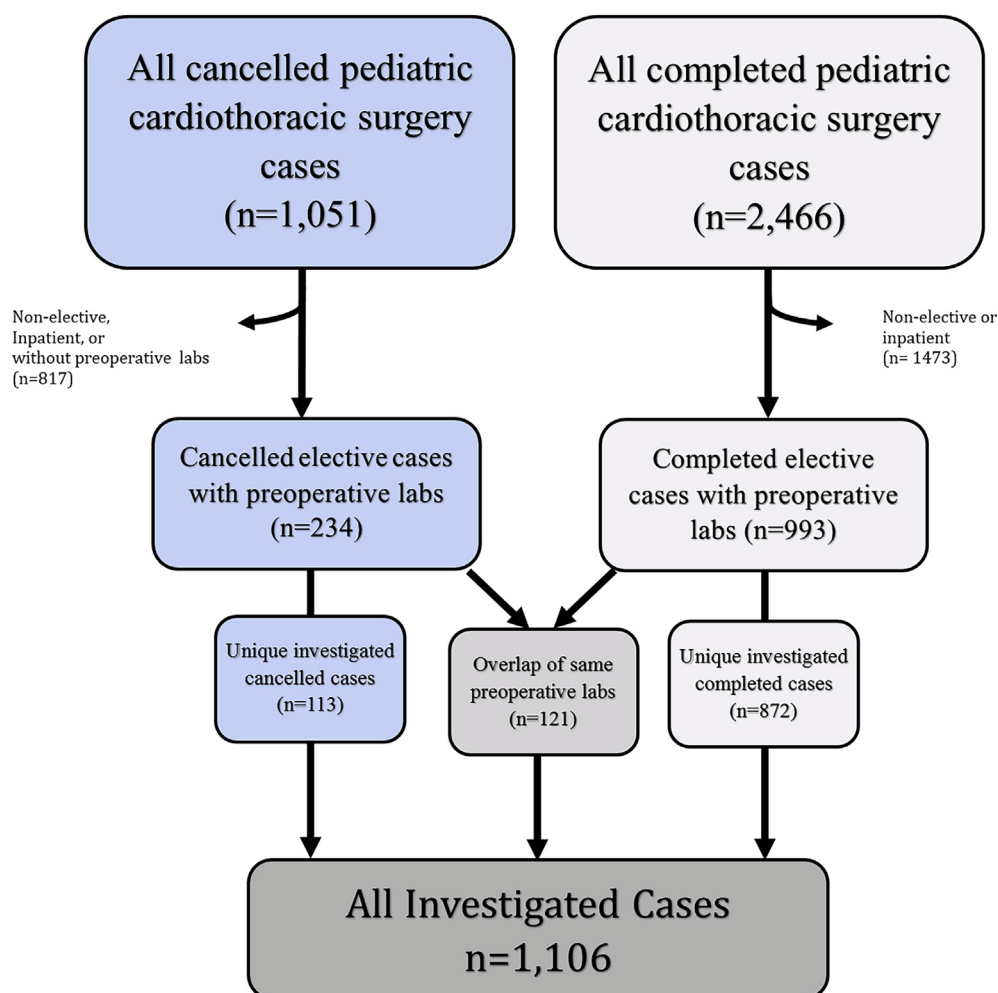 All cancelled pediatric
cardiothoracic surgery
cases
(n=1,051)
All completed pediatric
cardiothoracic surgery
cases
(n=2,466)
Non-elective,
Inpatient, or
without preoperative labs
(n=817)
Non-elective or
inpatient
(n= 1473)
Cancelled elective cases
with preoperative labs
(n=234)
Completed elective
cases with preoperative
labs (n=993)
Unique investigated
cancelled cases
(n=113)
Overlap of same
preoperative labs
(n=121)
Unique investigated
completed cases
(n=872)
All Investigated Cases
n=1,106